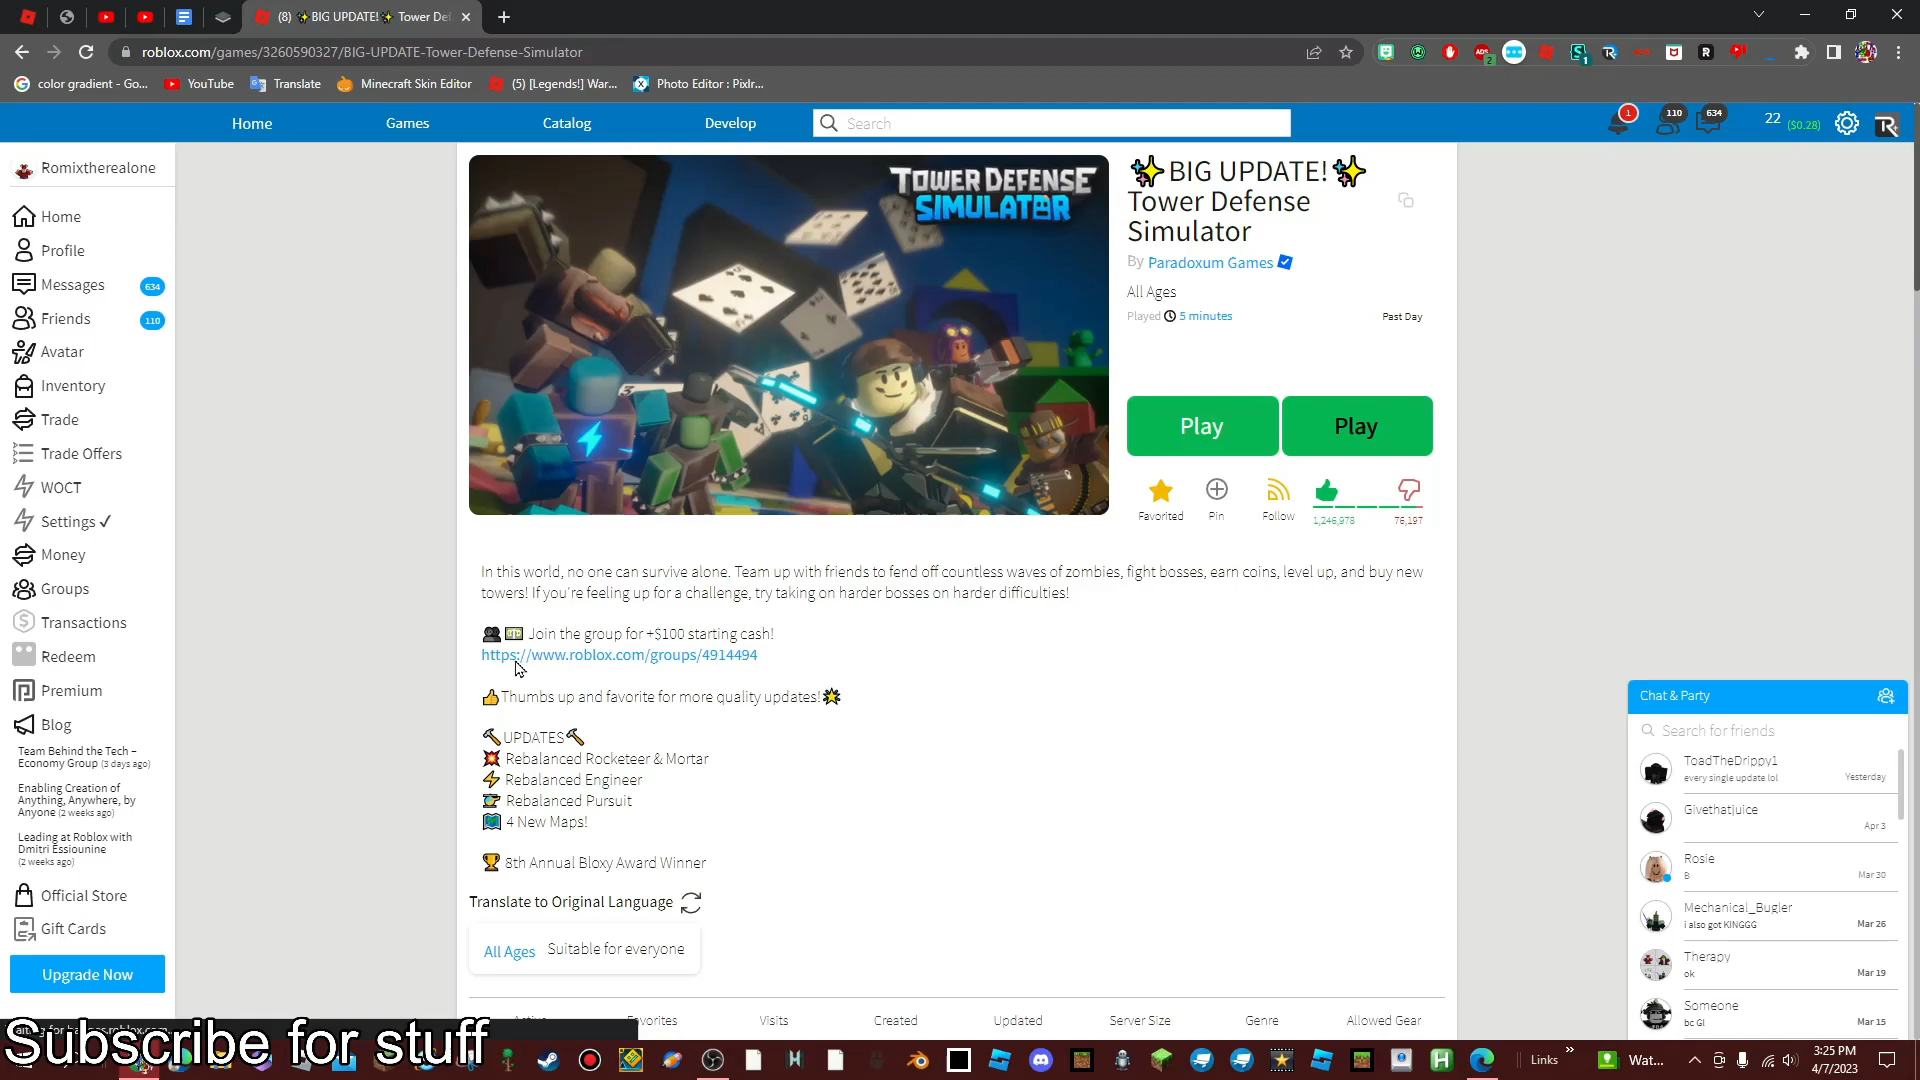 (8) ✨BIG UPDATE!✨ Tower Def
roblox.com/games/3260590327/BIG-UPDATE-Tower-Defense-Simulator
color gradient - Go...
YouTube
Translate
Minecraft Skin Editor
(5) [Legends!] War...
Photo Editor : Pixlr...
Home
Games
Catalog
Develop
Search
1
110
634
22
($0.28)
Romixtherealone
Home
Profile
Messages 634
Friends 110
Avatar
Inventory
Trade
Trade Offers
WOCT
Settings ✓
Money
Groups
Transactions
Redeem
Premium
Blog
Team Behind the Tech –
Economy Group (3 days ago)
Enabling Creation of
Anything, Anywhere, by
Anyone (2 weeks ago)
Leading at Roblox with
Dmitri Essiounine
(2 weeks ago)
Official Store
Gift Cards
Upgrade Now
TOWER DEFENSE
SIMULATOR
✨BIG UPDATE!✨
Tower Defense
Simulator
By Paradoxum Games
All Ages
Played 5 minutes
Past Day
Play
Play
Favorited
Pin
Follow
1,246,978
76,197
In this world, no one can survive alone. Team up with friends to fend off countless waves of zombies, fight bosses, earn coins, level up, and buy new
towers! If you're feeling up for a challenge, try taking on harder bosses on harder difficulties!
👥💵 Join the group for +$100 starting cash!
https://www.roblox.com/groups/4914494
👍Thumbs up and favorite for more quality updates!🌟
🔨UPDATES🔨
💥 Rebalanced Rocketeer & Mortar
⚡ Rebalanced Engineer
🚁 Rebalanced Pursuit
🗺️ 4 New Maps!
🏆 8th Annual Bloxy Award Winner
Translate to Original Language
All Ages Suitable for everyone
Visits
Created
Updated
Server Size
Genre
Allowed Gear
Chat & Party
Search for friends
ToadTheDrippy1
every single update lol
Yesterday
Givethatjuice
Apr 3
Rosie
B
Mar 30
Mechanical_Bugler
i also got KINGGG
Mar 26
Therapy
ok
Mar 19
Someone
bc GI
Mar 15
Subscribe for stuff
Links
Wat...
3:25 PM
4/7/2023